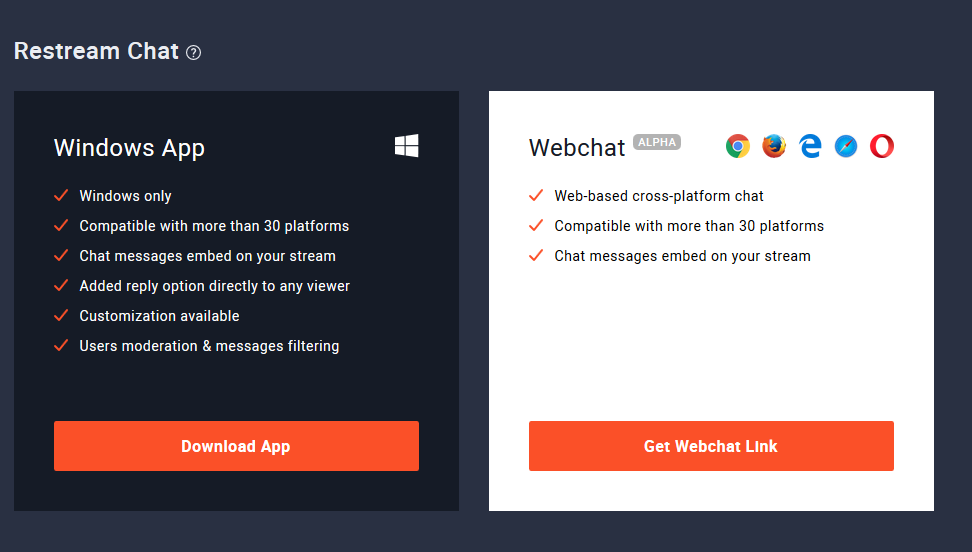 Restream Chat ?
Windows App
Windows only
Compatible with more than 30 platforms
Chat messages embed on your stream
Added reply option directly to any viewer
Customization available
Users moderation & messages filtering
Download App
Webchat ALPHA
Web-based cross-platform chat
Compatible with more than 30 platforms
Chat messages embed on your stream
Get Webchat Link